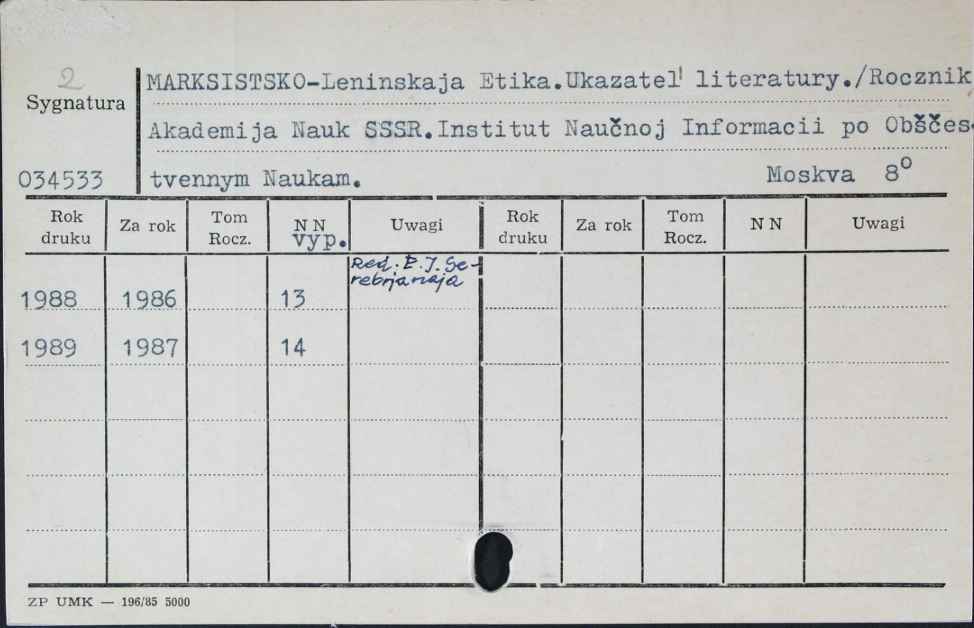 2
Sygnatura
034533
MARKSISTSKO-Leninskaja Etika.Ukazatel' literatury./Rocznik
Akademija Nauk SSSR.Institut Naučnoj Informacii po Obščes-
tvennym Naukam. Moskva 8°
Rok druku Za rok Tom Rocz. N N vyp. Uwagi Rok druku Za rok Tom Rocz. N N Uwagi
Red. E. J. Se-
rebrjanaja
1988 1986 13
1989 1987 14
ZP UMK — 196/85 5000